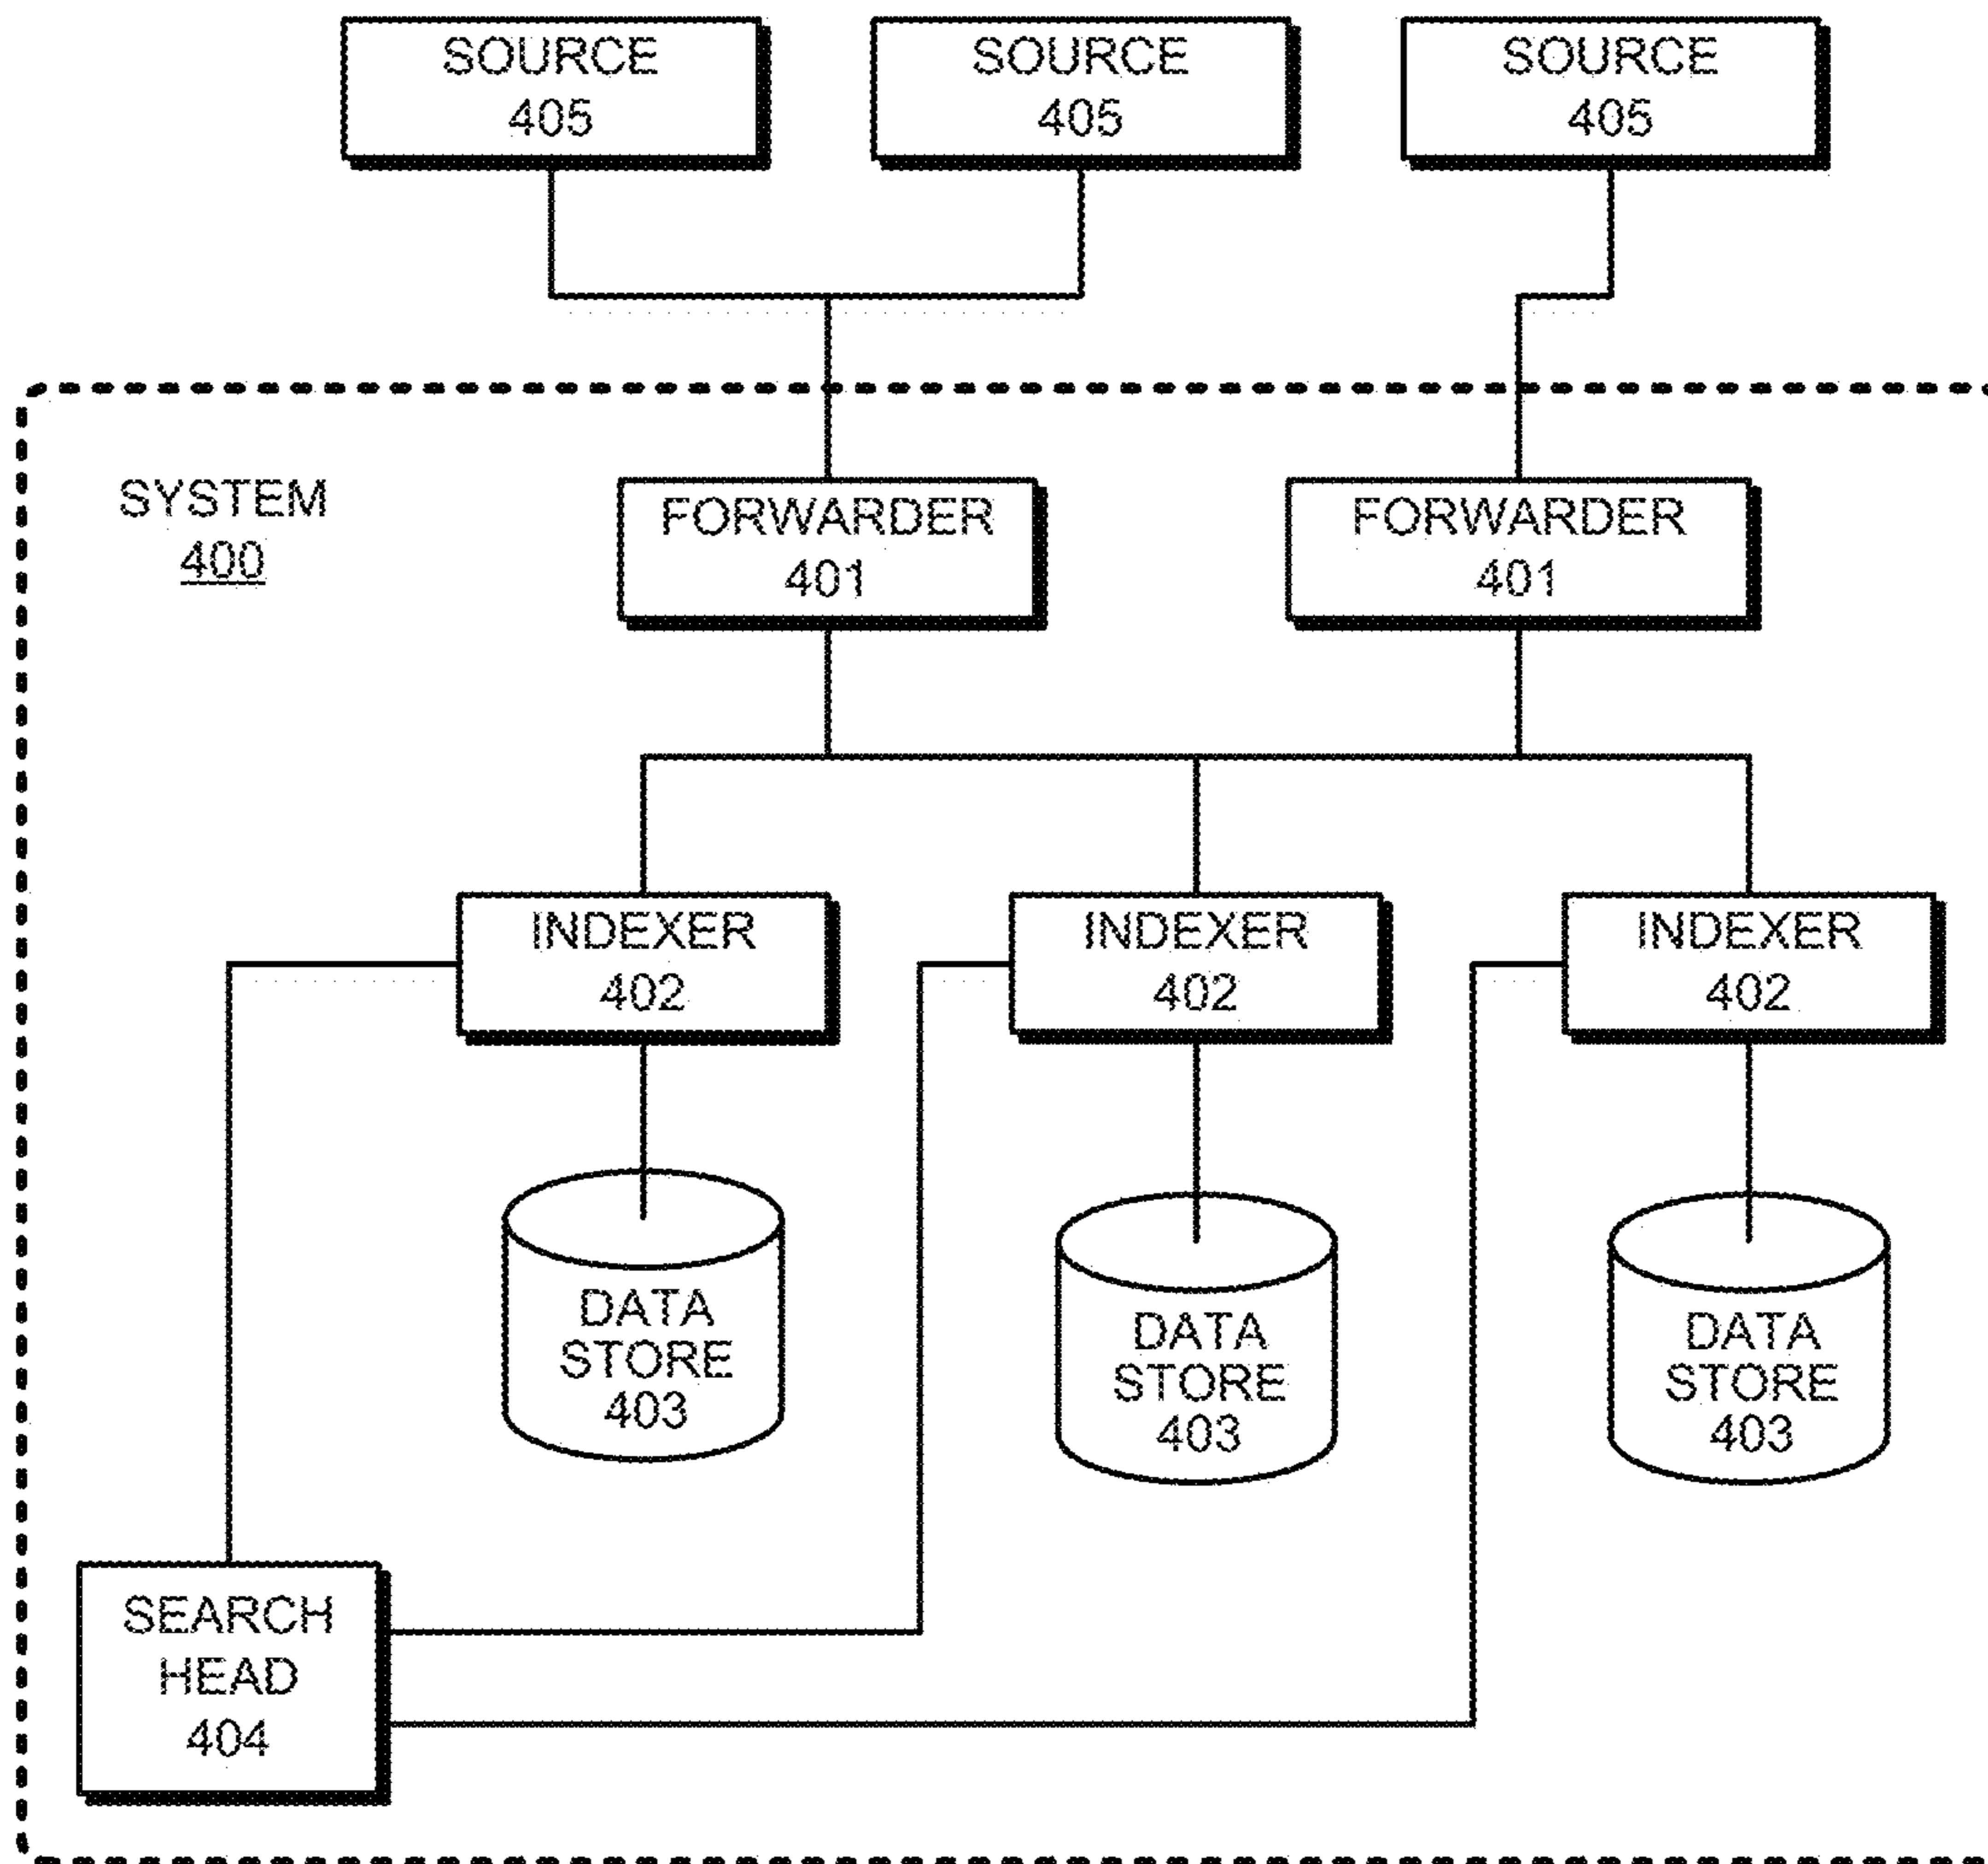 SOURCE
405
SOURCE
405
SOURCE
405
SYSTEM
400
FORWARDER
401
FORWARDER
401
INDEXER
402
INDEXER
402
INDEXER
402
DATA
STORE
403
DATA
STORE
403
DATA
STORE
403
SEARCH
HEAD
404